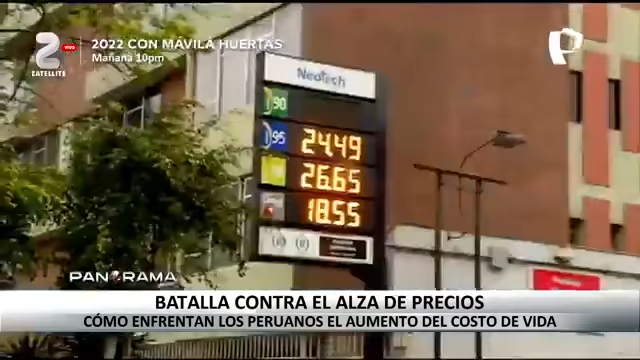 2 VIVO
SATELLITE
2022 CON MÁVILA HUERTAS
Mañana 10pm
NeoTech
90
95 24.49
26.65
18.55
PANORAMA
BATALLA CONTRA EL ALZA DE PRECIOS
CÓMO ENFRENTAN LOS PERUANOS EL AUMENTO DEL COSTO DE VIDA